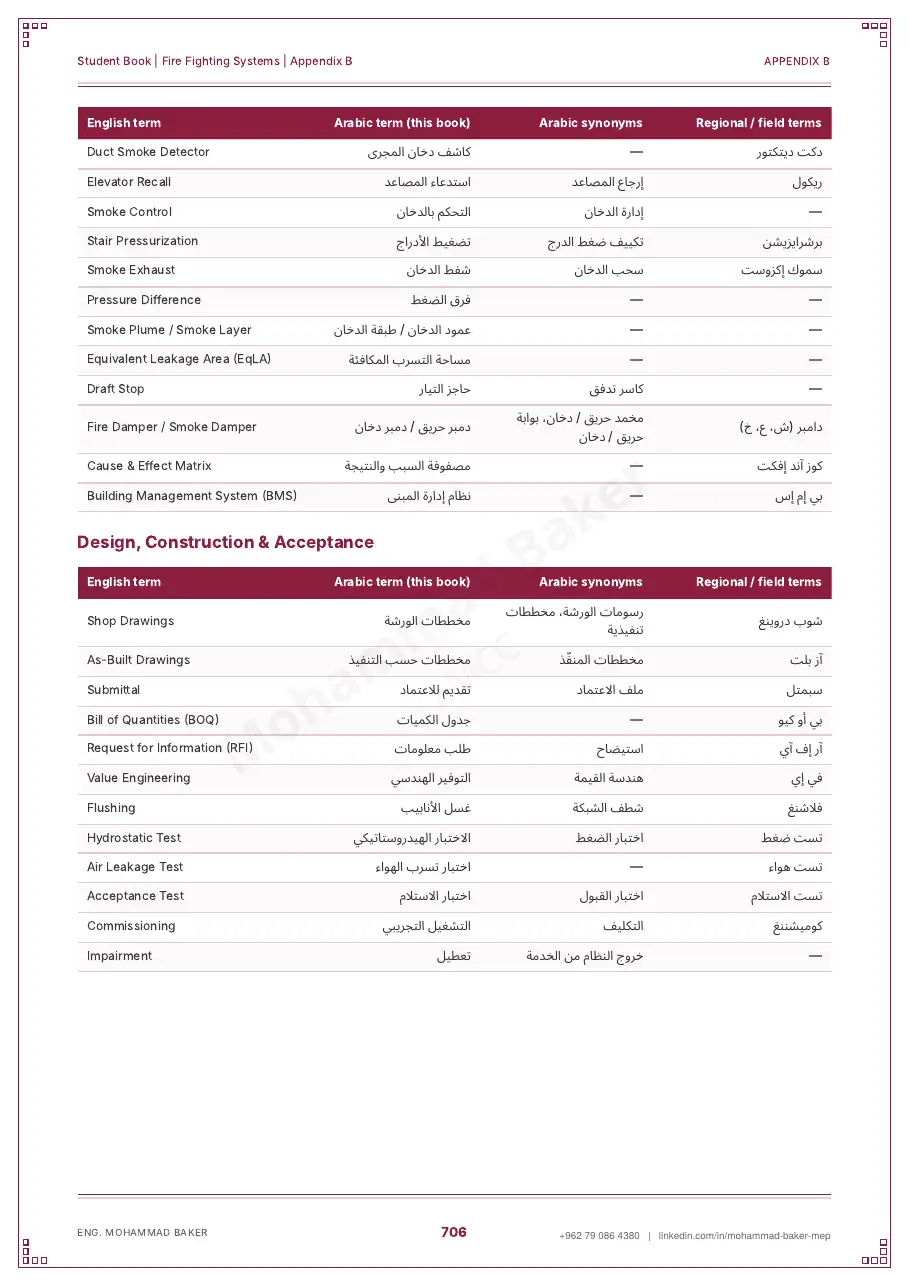 Student Book | Fire Fighting Systems | Appendix B APPENDIX B
English term Arabic term (this book) Arabic synonyms Regional / field terms
Duct Smoke Detector كاشف دخان المجرى — دكت ديتكتور
Elevator Recall استدعاء المصاعد إرجاع المصاعد ريكول
Smoke Control التحكم بالدخان إدارة الدخان —
Stair Pressurization تضغيط الأدراج تكييف ضغط الدرج برشرايزيشن
Smoke Exhaust شفط الدخان سحب الدخان سموك إكزوست
Pressure Difference فرق الضغط — —
Smoke Plume / Smoke Layer عمود الدخان / طبقة الدخان — —
Equivalent Leakage Area (EqLA) مساحة التسرب المكافئة — —
Draft Stop حاجز التيار كاسر تدفق —
Fire Damper / Smoke Damper دمبر حريق / دمبر دخان مخمد حريق / دخان، بوابة حريق / دخان دامبر (ش، ع، خ)
Cause & Effect Matrix مصفوفة السبب والنتيجة — كوز آند إفكت
Building Management System (BMS) نظام إدارة المبنى — بي إم إس
Design, Construction & Acceptance
English term Arabic term (this book) Arabic synonyms Regional / field terms
Shop Drawings مخططات الورشة رسومات الورشة، مخططات تنفيذية شوب دروينغ
As-Built Drawings مخططات حسب التنفيذ مخططات المنفّذ آز بلت
Submittal تقديم للاعتماد ملف الاعتماد سبمتل
Bill of Quantities (BOQ) جدول الكميات — بي أو كيو
Request for Information (RFI) طلب معلومات استيضاح آر إف آي
Value Engineering التوفير الهندسي هندسة القيمة في إي
Flushing غسل الأنابيب شطف الشبكة فلاشنغ
Hydrostatic Test الاختبار الهيدروستاتيكي اختبار الضغط تست ضغط
Air Leakage Test اختبار تسرب الهواء — تست هواء
Acceptance Test اختبار الاستلام اختبار القبول تست الاستلام
Commissioning التشغيل التجريبي التكليف كوميشننغ
Impairment تعطيل خروج النظام من الخدمة —
Mohammad Baker
ENG. MOHAMMAD BAKER 706 +962 79 086 4380 | linkedin.com/in/mohammad-baker-mep